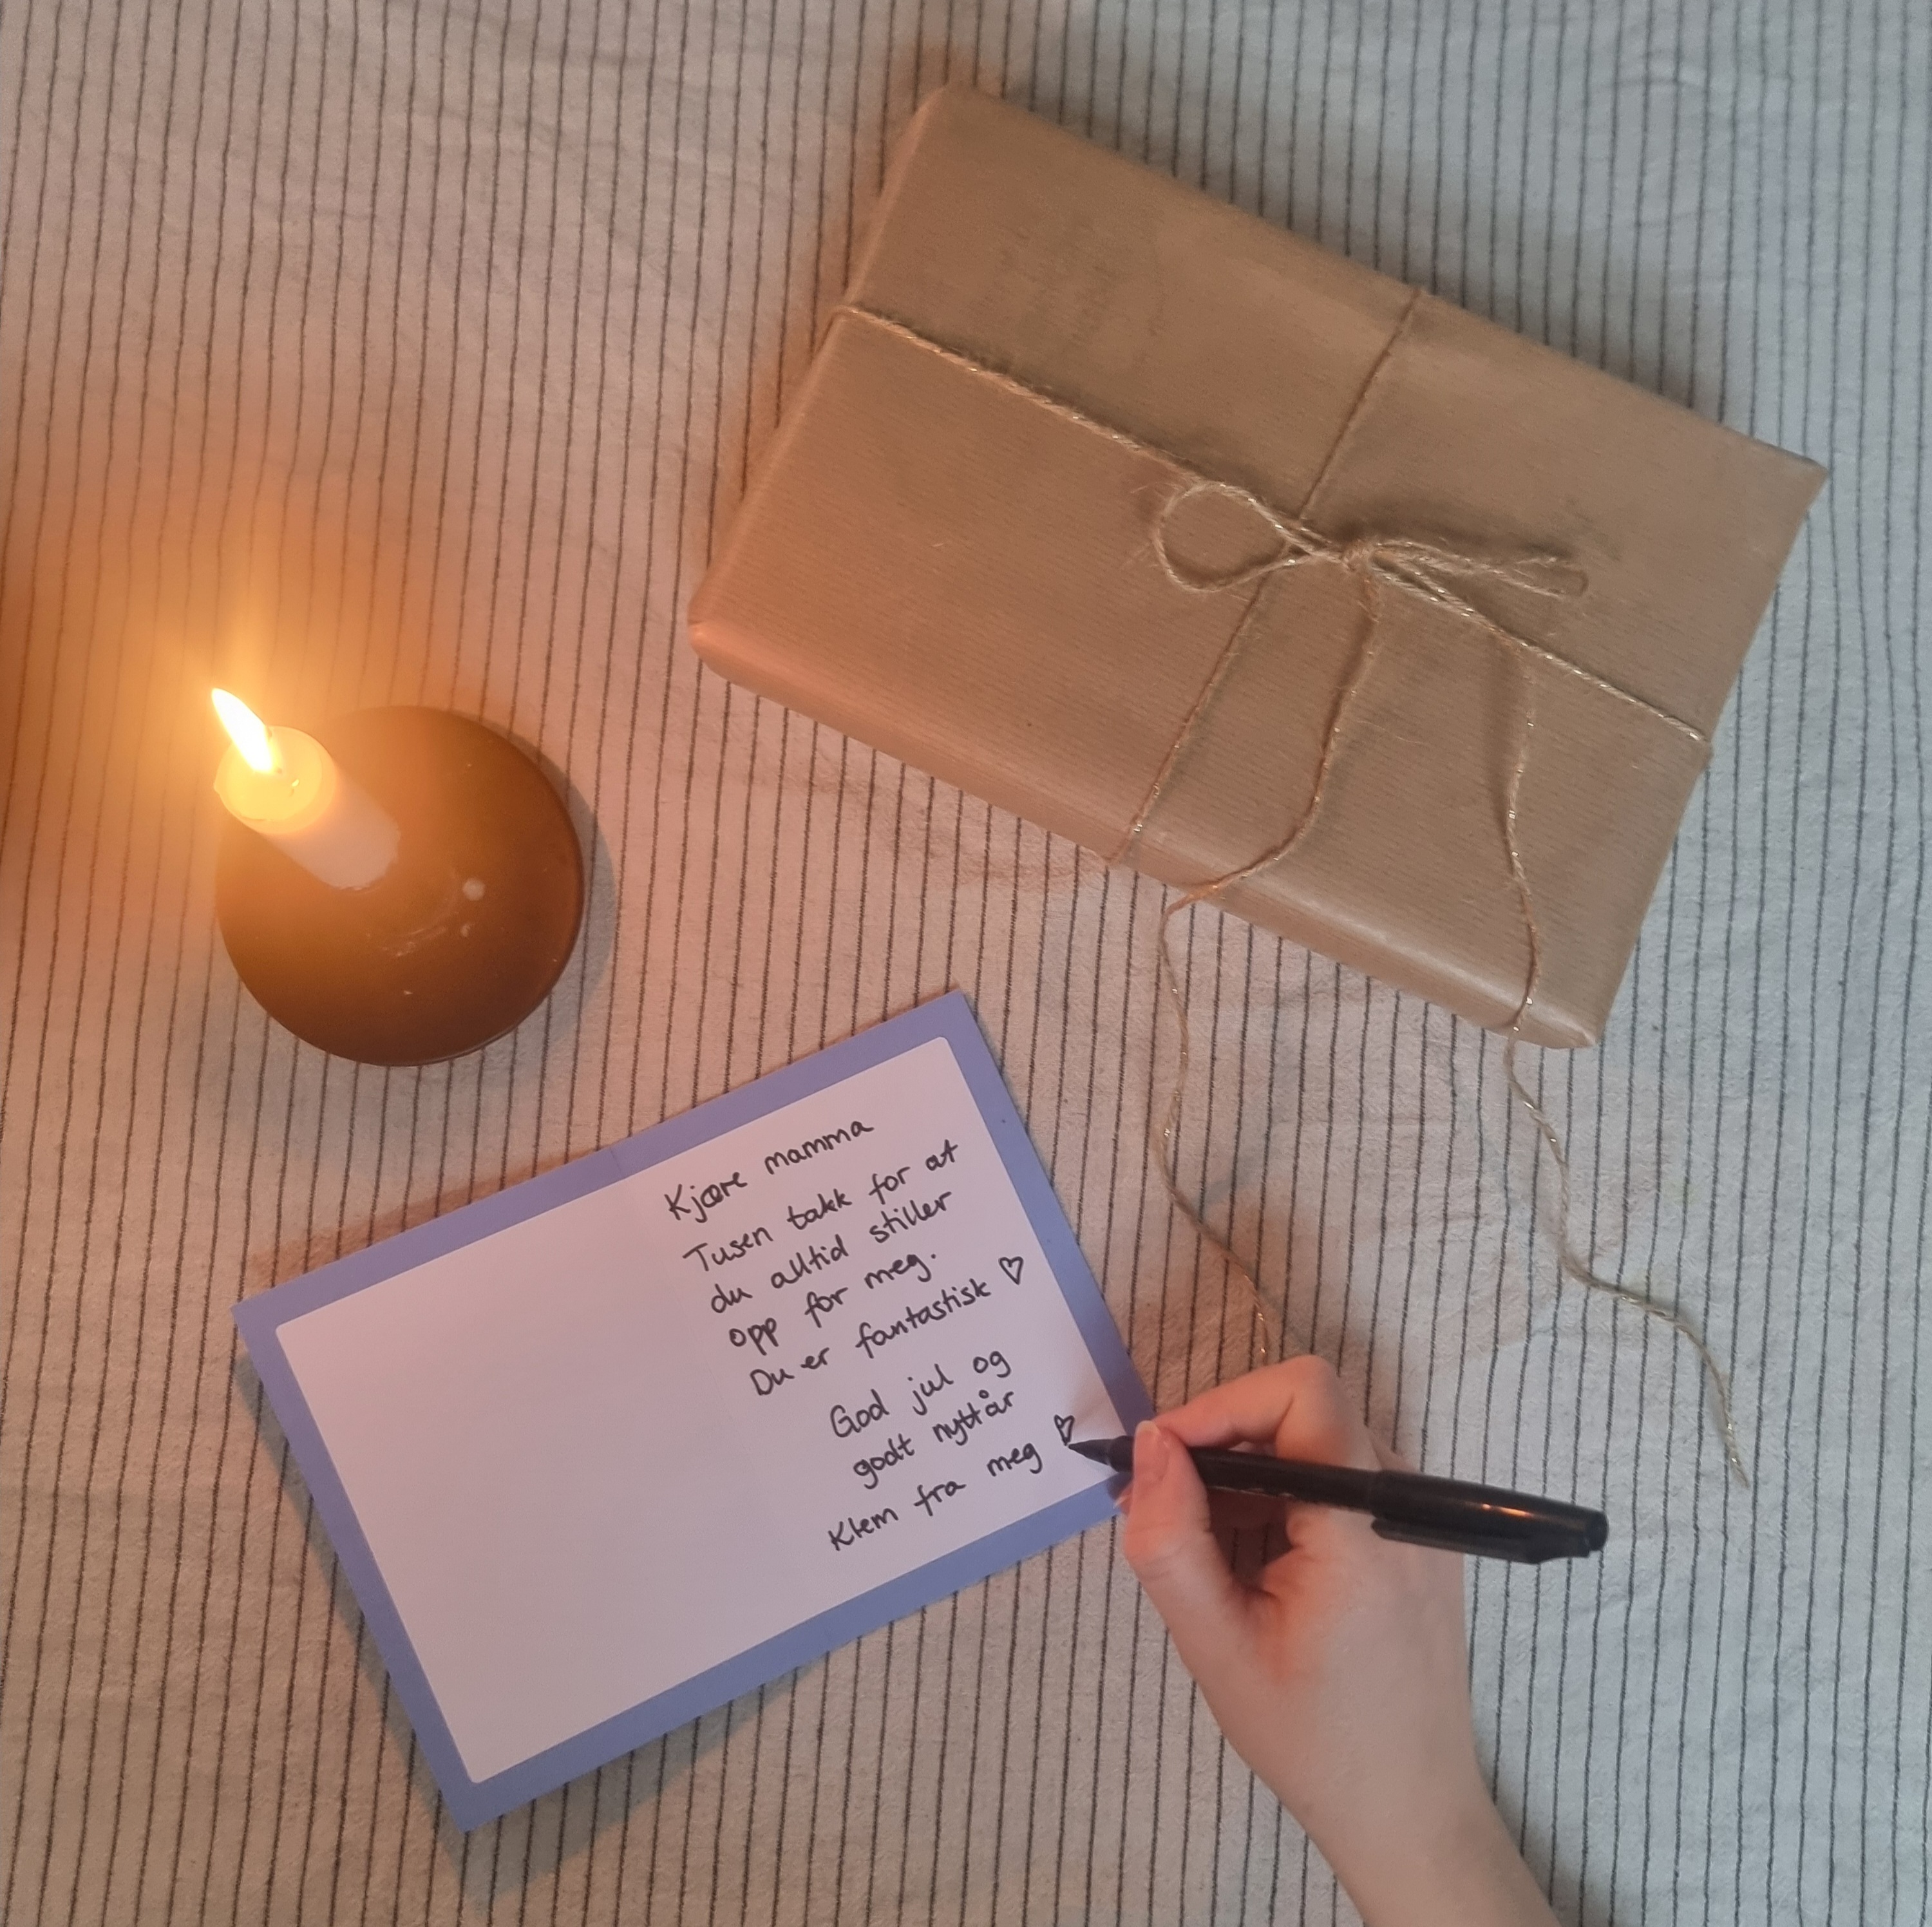 Kjære mamma
Tusen takk for at
du alltid stiller
opp for meg.
Du er fantastisk ♡
God jul og
godt nyttår
Klem fra meg ♡